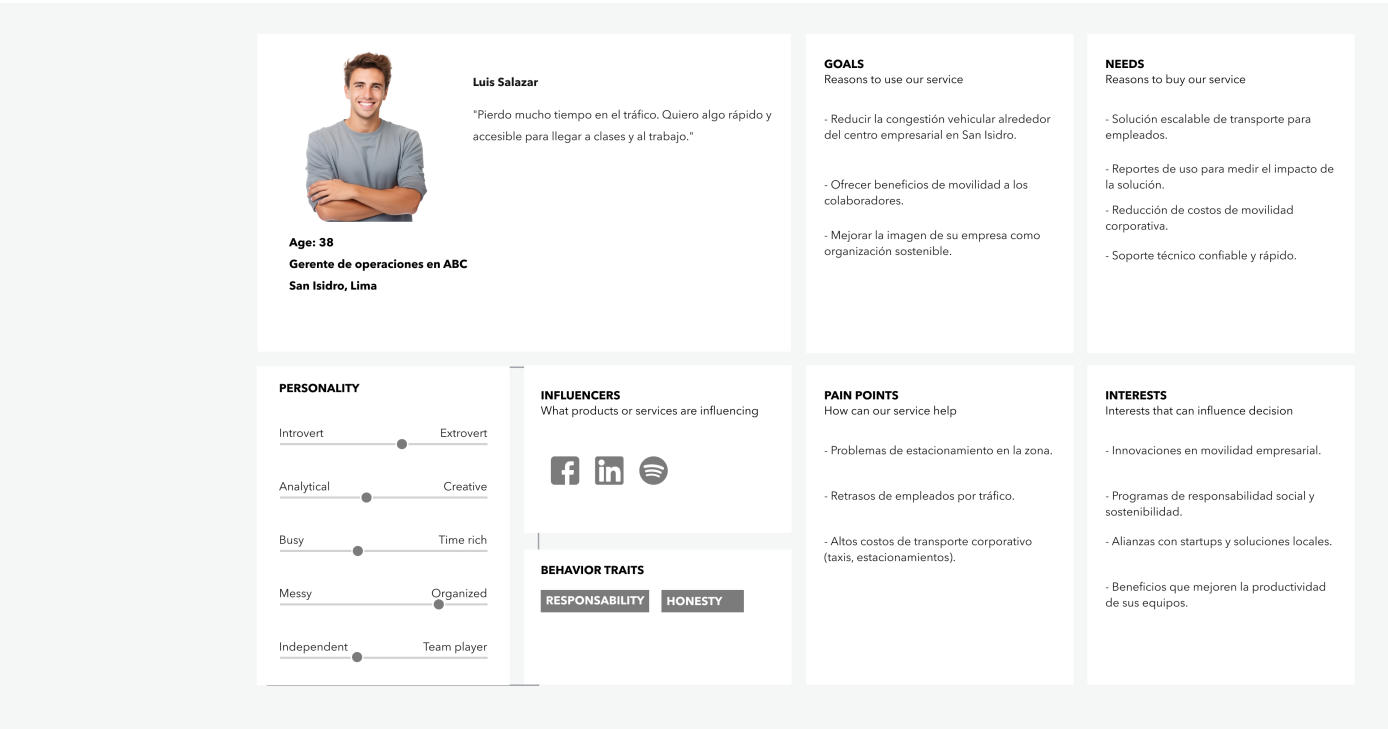 Luis Salazar
"Pierdo mucho tiempo en el tráfico. Quiero algo rápido y
accesible para llegar a clases y al trabajo."
Age: 38
Gerente de operaciones en ABC
San Isidro, Lima
GOALS
Reasons to use our service
- Reducir la congestión vehicular alrededor
del centro empresarial en San Isidro.
- Ofrecer beneficios de movilidad a los
colaboradores.
- Mejorar la imagen de su empresa como
organización sostenible.
NEEDS
Reasons to buy our service
- Solución escalable de transporte para
empleados.
- Reportes de uso para medir el impacto de
la solución.
- Reducción de costos de movilidad
corporativa.
- Soporte técnico confiable y rápido.
PERSONALITY
Introvert Extrovert
Analytical Creative
Busy Time rich
Messy Organized
Independent Team player
INFLUENCERS
What products or services are influencing
in
BEHAVIOR TRAITS
RESPONSABILITY HONESTY
PAIN POINTS
How can our service help
- Problemas de estacionamiento en la zona.
- Retrasos de empleados por tráfico.
- Altos costos de transporte corporativo
(taxis, estacionamientos).
INTERESTS
Interests that can influence decision
- Innovaciones en movilidad empresarial.
- Programas de responsabilidad social y
sostenibilidad.
- Alianzas con startups y soluciones locales.
- Beneficios que mejoren la productividad
de sus equipos.